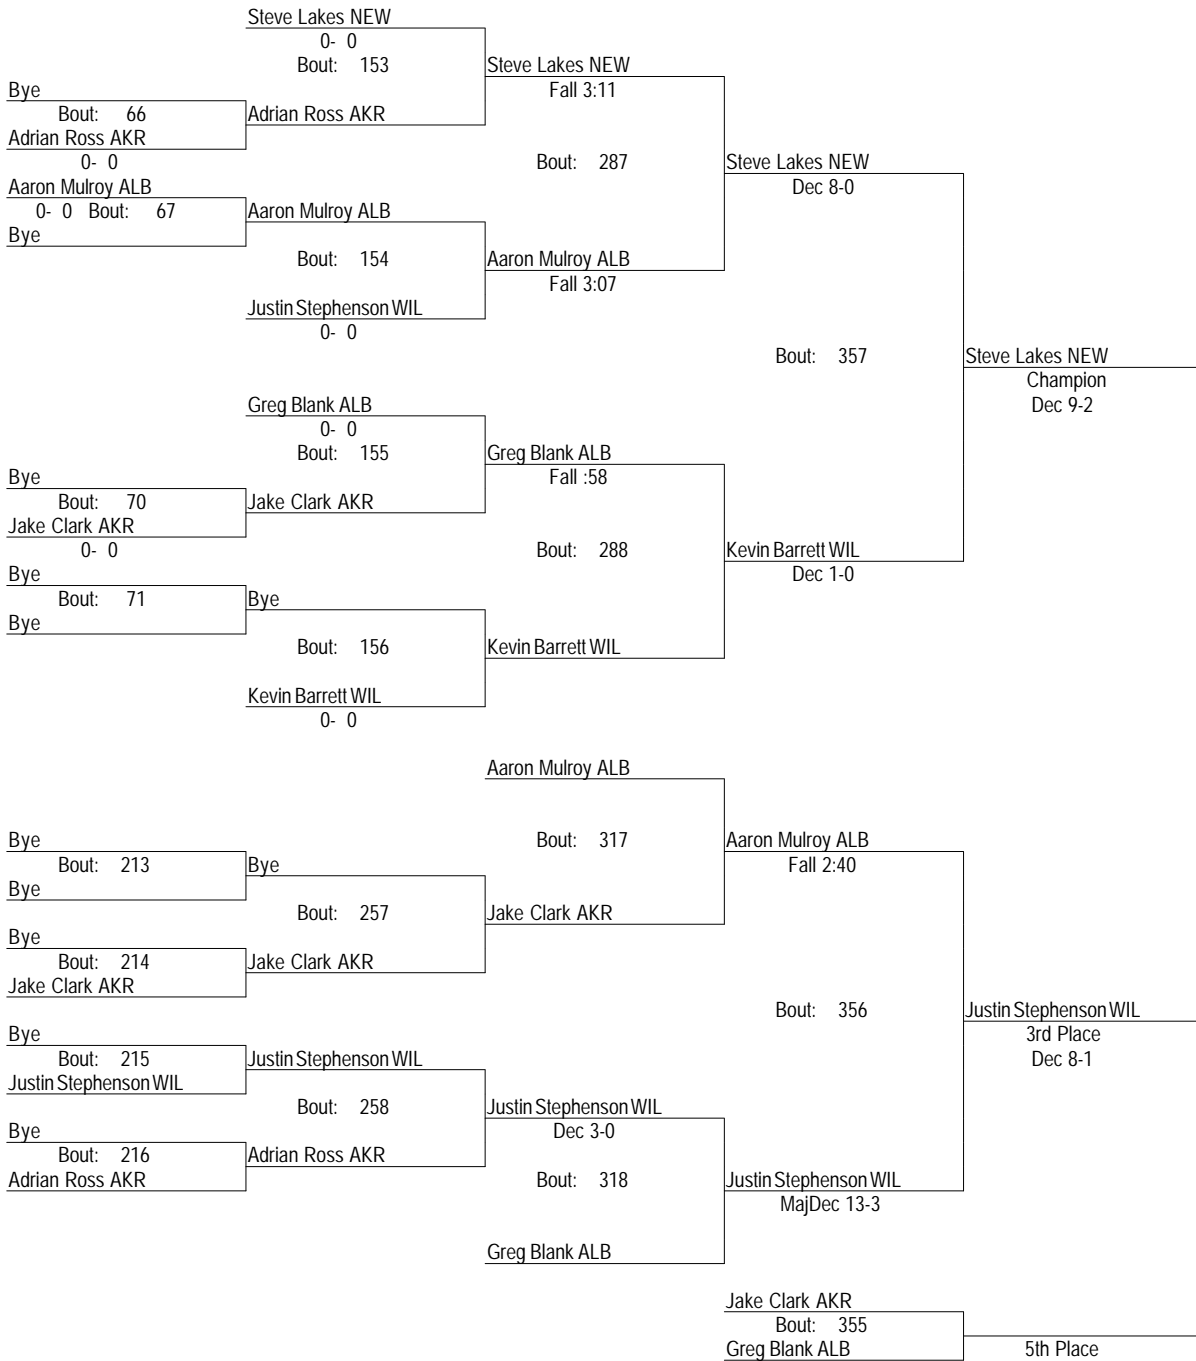 Steve Lakes NEW
0- 0
Bout: 153
Steve Lakes NEW
Fall 3:11
Bye
Bout: 66
Adrian Ross AKR
Adrian Ross AKR
0- 0
Bout: 287
Steve Lakes NEW
Dec 8-0
Aaron Mulroy ALB
0- 0 Bout: 67
Aaron Mulroy ALB
Bye
Bout: 154
Aaron Mulroy ALB
Fall 3:07
Justin Stephenson WIL
0- 0
Bout: 357
Steve Lakes NEW
Champion
Dec 9-2
Greg Blank ALB
0- 0
Bout: 155
Greg Blank ALB
Fall :58
Bye
Bout: 70
Jake Clark AKR
Jake Clark AKR
0- 0
Bout: 288
Kevin Barrett WIL
Dec 1-0
Bye
Bout: 71
Bye
Bye
Bout: 156
Kevin Barrett WIL
Kevin Barrett WIL
0- 0
Aaron Mulroy ALB
Bye
Bout: 213
Bye
Bye
Bout: 317
Aaron Mulroy ALB
Fall 2:40
Bout: 257
Jake Clark AKR
Bye
Bout: 214
Jake Clark AKR
Jake Clark AKR
Bout: 356
Justin Stephenson WIL
3rd Place
Dec 8-1
Bye
Bout: 215
Justin Stephenson WIL
Justin Stephenson WIL
Bout: 258
Justin Stephenson WIL
Dec 3-0
Bye
Bout: 216
Adrian Ross AKR
Adrian Ross AKR
Bout: 318
Justin Stephenson WIL
MajDec 13-3
Greg Blank ALB
Jake Clark AKR
Bout: 355
Greg Blank ALB
5th Place